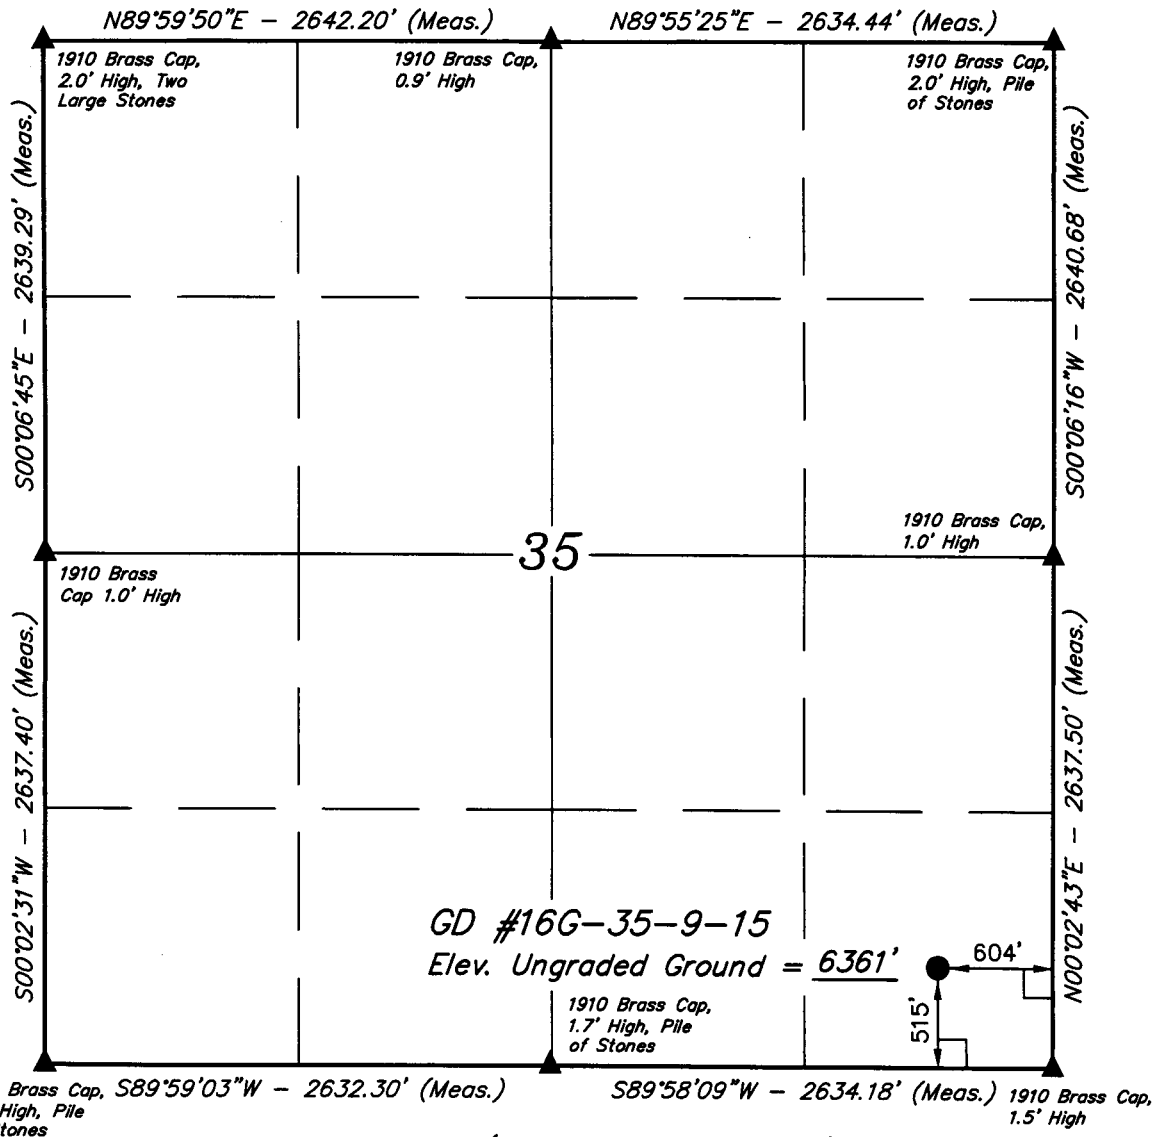 N89°59'50"E - 2642.20' (Meas.)
N89°55'25"E - 2634.44' (Meas.)
1910 Brass Cap,
2.0' High, Two
Large Stones
1910 Brass Cap,
0.9' High
1910 Brass Cap,
2.0' High, Pile
of Stones
S00°06'45"E - 2639.29' (Meas.)
S00°06'16"W - 2640.68' (Meas.)
35
1910 Brass Cap,
1.0' High
1910 Brass
Cap 1.0' High
S00°02'31"W - 2637.40' (Meas.)
N00°02'43"E - 2637.50' (Meas.)
GD #16G-35-9-15
Elev. Ungraded Ground = 6361'
604'
515'
1910 Brass Cap,
1.7' High, Pile
of Stones
Brass Cap,
High, Pile
tones
S89°59'03"W - 2632.30' (Meas.)
S89°58'09"W - 2634.18' (Meas.)
1910 Brass Cap,
1.5' High